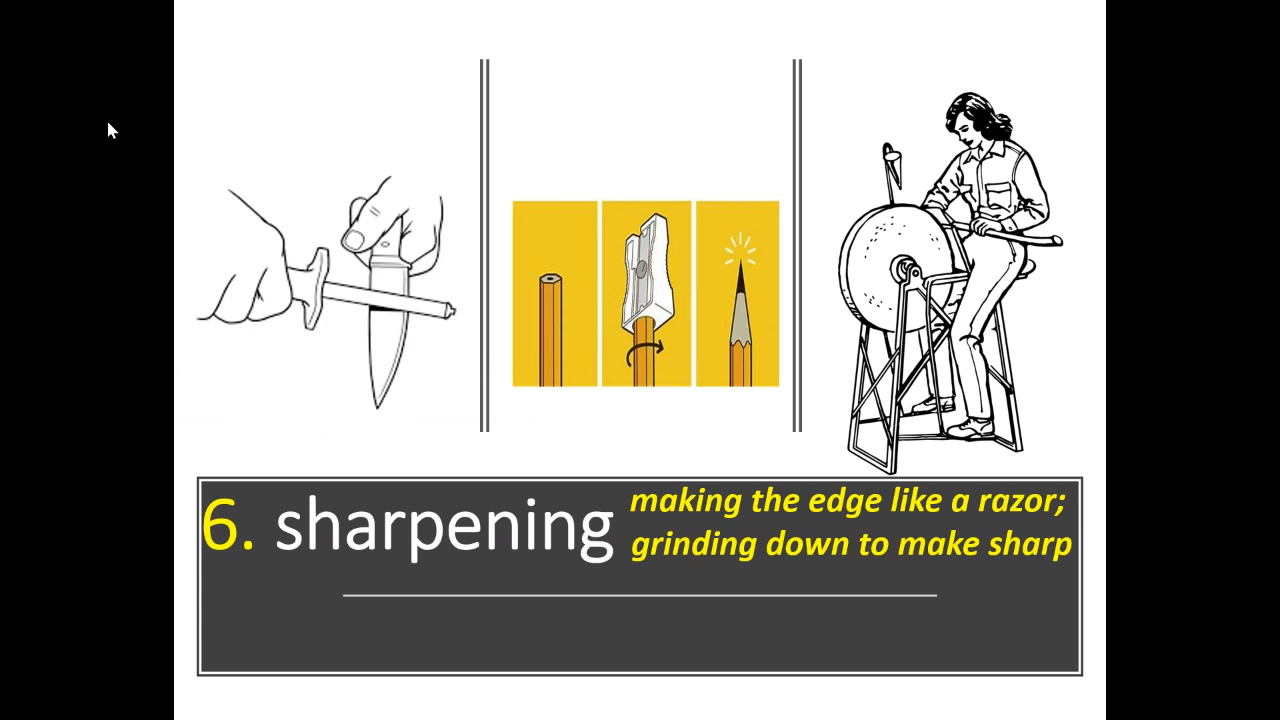 6. sharpening
making the edge like a razor;
grinding down to make sharp